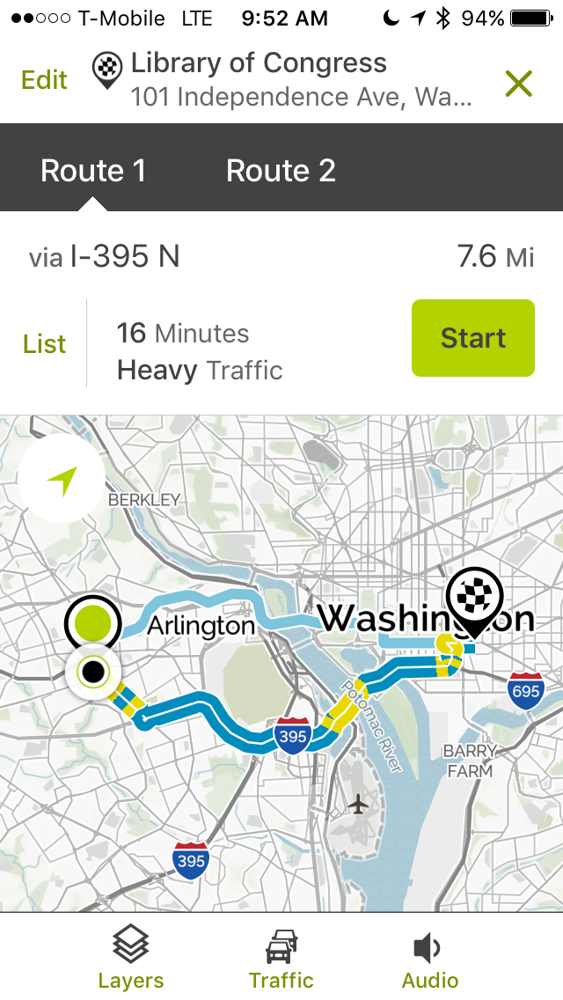 T-Mobile LTE 9:52 AM 94%
Edit
Library of Congress
101 Independence Ave, Wa...
Route 1 Route 2
via I-395 N 7.6 Mi
List
16 Minutes
Heavy Traffic
Start
BERKLEY
Arlington
Washington
695
Potomac River
395
BARRY
FARM
395
Layers Traffic Audio